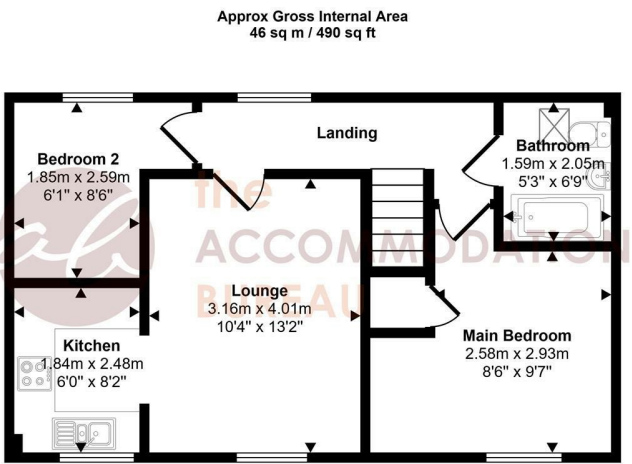 Approx Gross Internal Area
46 sq m / 490 sq ft
Landing
Bathroom
1.59m x 2.05m
5'3" x 6'9"
Bedroom 2
1.85m x 2.59m
6'1" x 8'6"
the
ACCOMMODATION
BUREAU
ab
Lounge
3.16m x 4.01m
10'4" x 13'2"
Kitchen
1.84m x 2.48m
6'0" x 8'2"
Main Bedroom
2.58m x 2.93m
8'6" x 9'7"